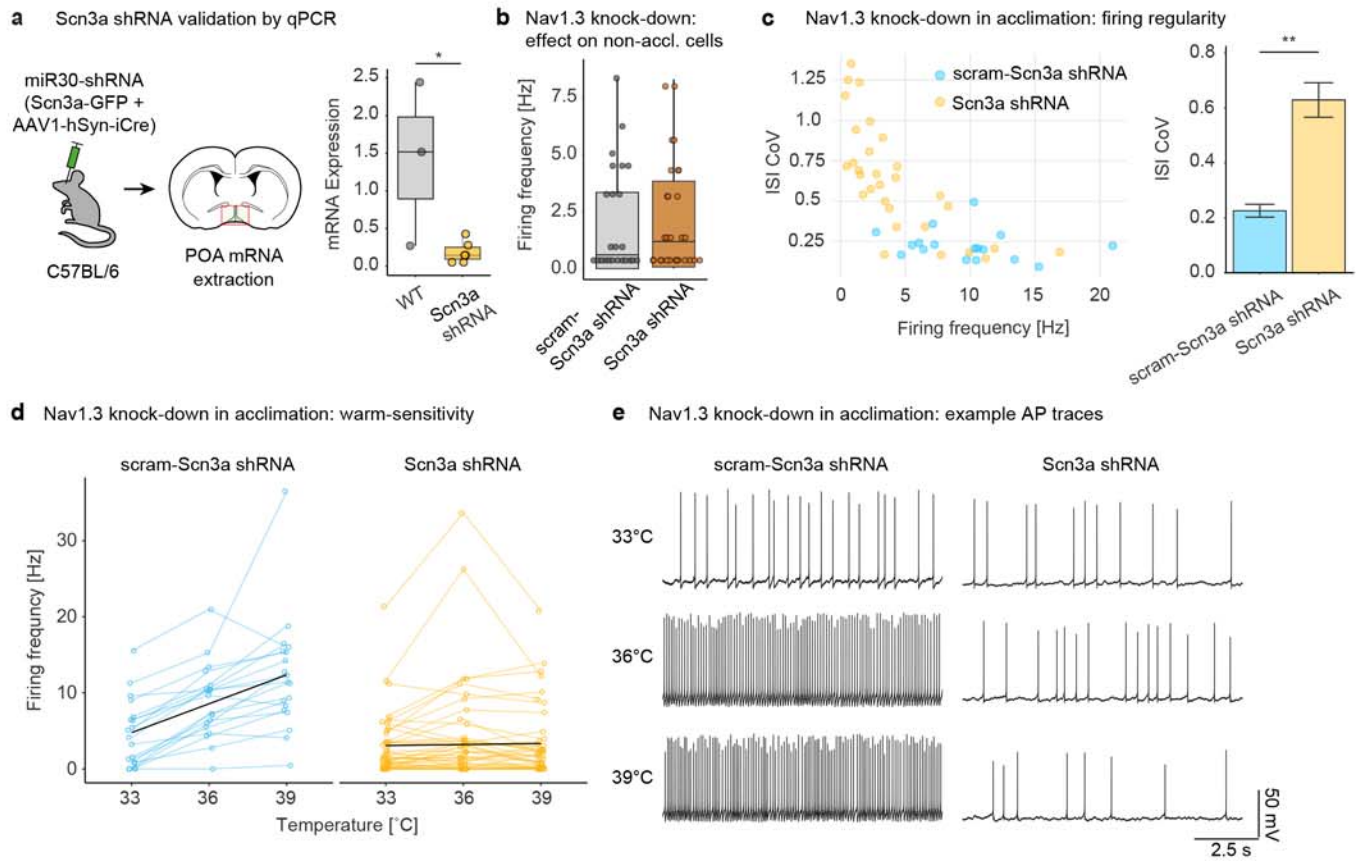 a Scn3a shRNA validation by qPCR
miR30-shRNA
(Scn3a-GFP +
AAV1-hSyn-iCre)
C57BL/6
POA mRNA
extraction
mRNA Expression
2.5
2.0
1.5
1.0
0.5
0.0
*
WT
Scn3a
shRNA
b Nav1.3 knock-down:
effect on non-accl. cells
Firing frequency [Hz]
7.5
5.0
2.5
0.0
scram-
Scn3a shRNA
Scn3a shRNA
c Nav1.3 knock-down in acclimation: firing regularity
ISI CoV
1.25
1.00
0.75
0.50
0.25
0 5 10 15 20
Firing frequency [Hz]
scram-Scn3a shRNA
Scn3a shRNA
ISI CoV
0.8
0.6
0.4
0.2
0.0
**
scram-Scn3a shRNA
Scn3a shRNA
d Nav1.3 knock-down in acclimation: warm-sensitivity
scram-Scn3a shRNA Scn3a shRNA
Firing frequncy [Hz]
30
20
10
0
33 36 39 33 36 39
Temperature [˚C]
e Nav1.3 knock-down in acclimation: example AP traces
scram-Scn3a shRNA Scn3a shRNA
33°C
36°C
39°C
50 mV
2.5 s